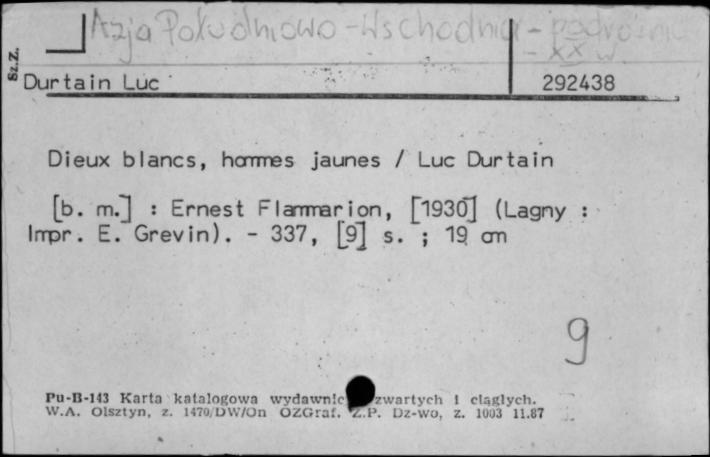 Azja Południowo-Wschodnia - podróżnic
- XX w.
Sz.Z.
Durtain Luc 292438
Dieux blancs, hommes jaunes / Luc Durtain
[b. m.] : Ernest Flammarion, [1930] (Lagny :
Impr. E. Grevin). - 337, [9] s. ; 19 cm
9
Pu-B-143 Karta katalogowa wydawnic zwartych i ciągłych.
W.A. Olsztyn, z. 1470/DW/On OZGraf. Z.P. Dz-wo, z. 1003 11.87